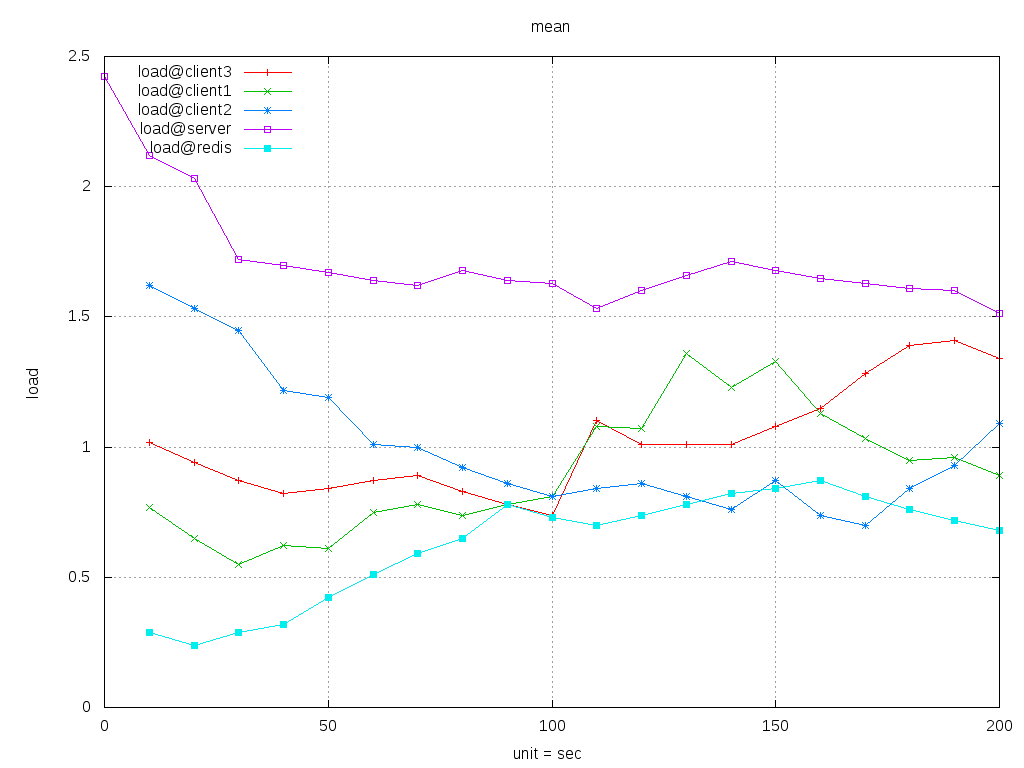 mean
2.5
2
1.5
1
0.5
0
load
load@client3
load@client1
load@client2
load@server
load@redis
0 50 100 150 200
unit = sec